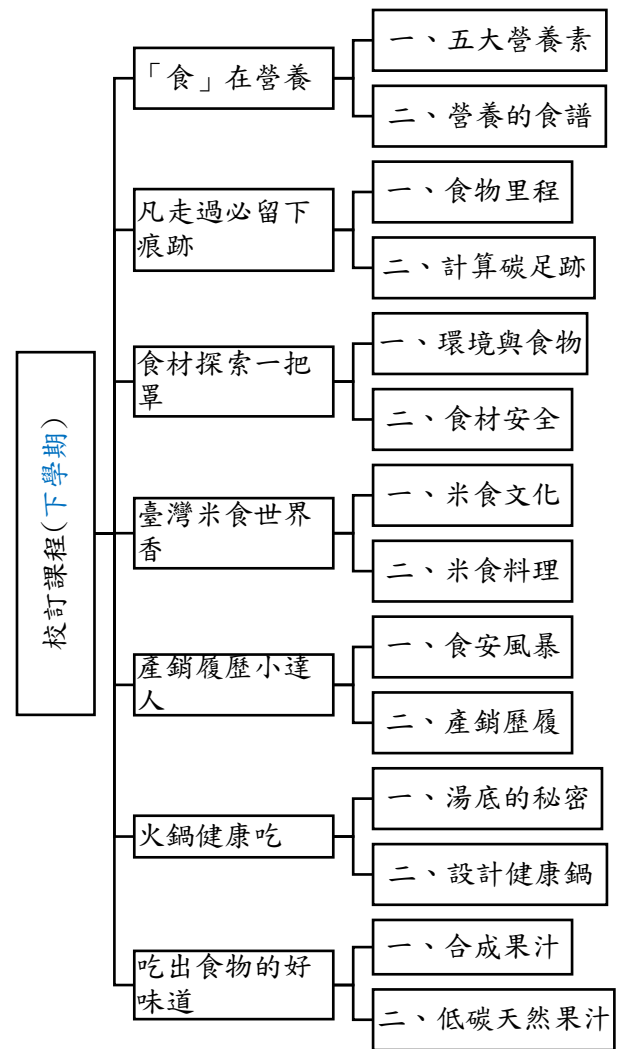 校訂課程(下學期)
「食」在營養
一、五大營養素
二、營養的食譜
凡走過必留下
痕跡
一、食物里程
二、計算碳足跡
食材探索一把
罩
一、環境與食物
二、食材安全
臺灣米食世界
香
一、米食文化
二、米食料理
產銷履歷小達
人
一、食安風暴
二、產銷歷履
火鍋健康吃
一、湯底的秘密
二、設計健康鍋
吃出食物的好
味道
一、合成果汁
二、低碳天然果汁